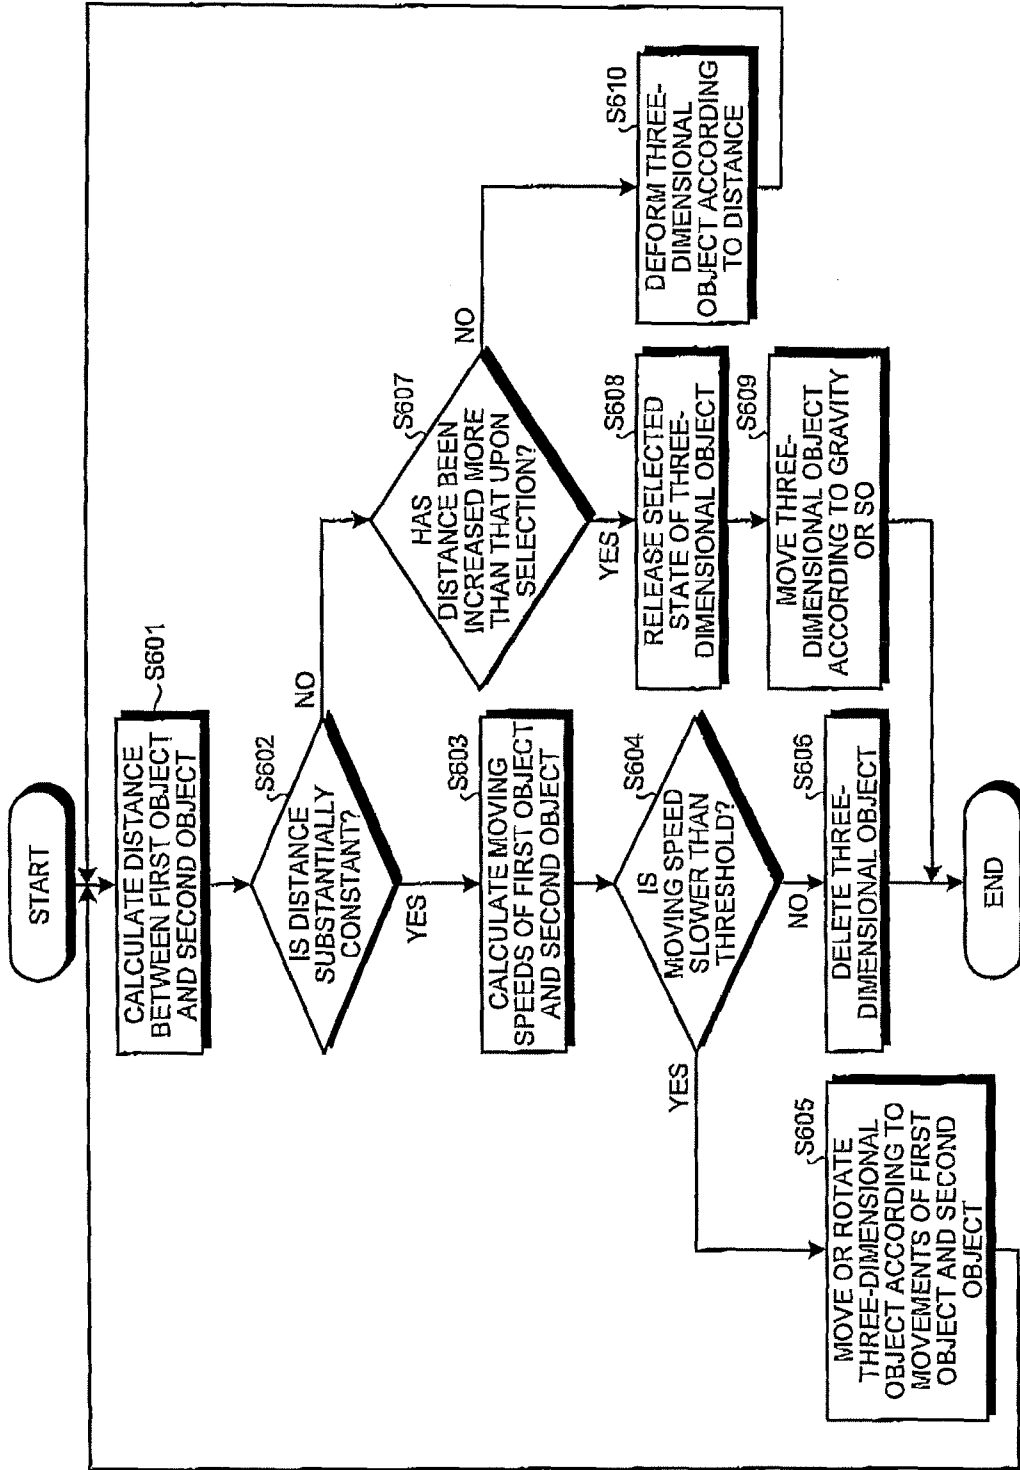 START
S601
CALCULATE DISTANCE
BETWEEN FIRST OBJECT
AND SECOND OBJECT
S602
IS DISTANCE
SUBSTANTIALLY
CONSTANT?
NO
YES
S603
CALCULATE MOVING
SPEEDS OF FIRST OBJECT
AND SECOND OBJECT
S604
IS
MOVING SPEED
SLOWER THAN
THRESHOLD?
YES
NO
S605
MOVE OR ROTATE
THREE-DIMENSIONAL
OBJECT ACCORDING TO
MOVEMENTS OF FIRST
OBJECT AND SECOND
OBJECT
S606
DELETE THREE-
DIMENSIONAL OBJECT
S607
HAS
DISTANCE BEEN
INCREASED MORE
THAN THAT UPON
SELECTION?
NO
YES
S608
RELEASE SELECTED
STATE OF THREE-
DIMENSIONAL OBJECT
S609
MOVE THREE-
DIMENSIONAL OBJECT
ACCORDING TO GRAVITY
OR SO
S610
DEFORM THREE-
DIMENSIONAL
OBJECT ACCORDING
TO DISTANCE
END